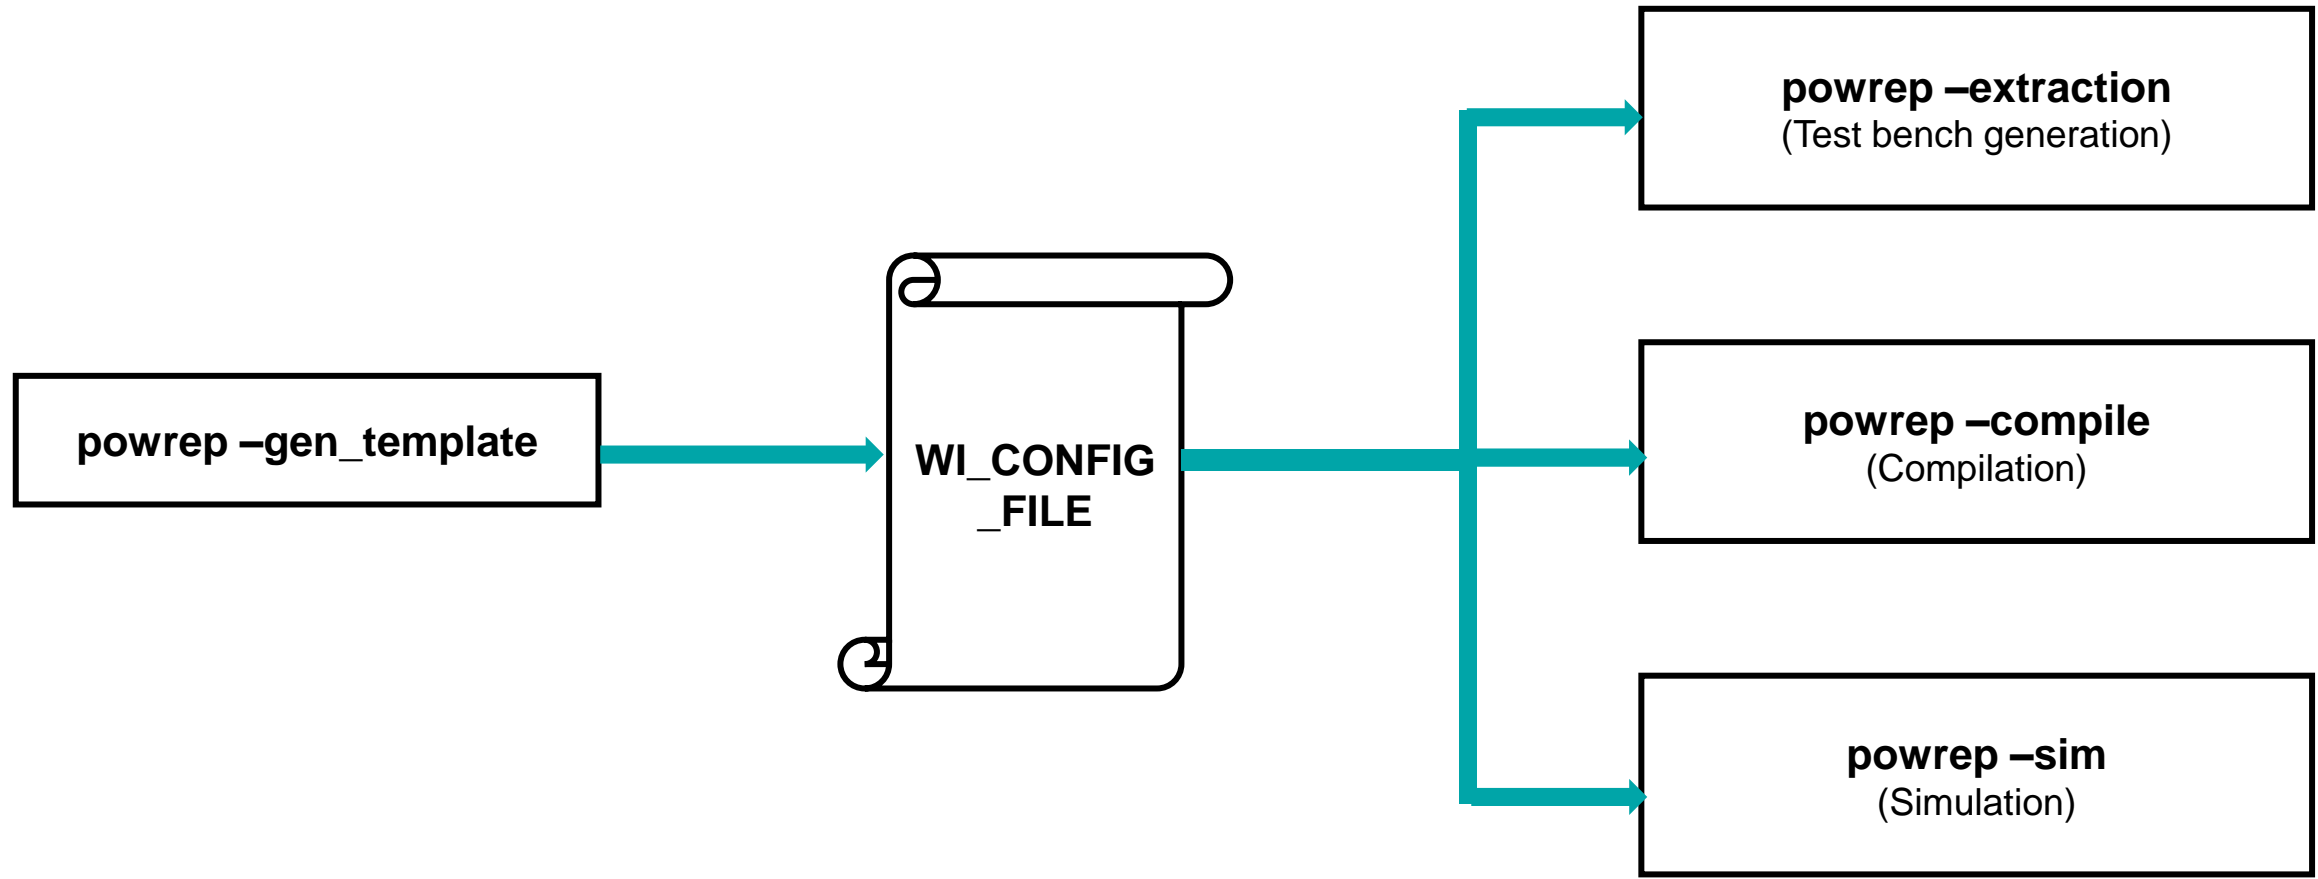 powrep –gen_template
WI_CONFIG
_FILE
powrep –extraction
(Test bench generation)
powrep –compile
(Compilation)
powrep –sim
(Simulation)